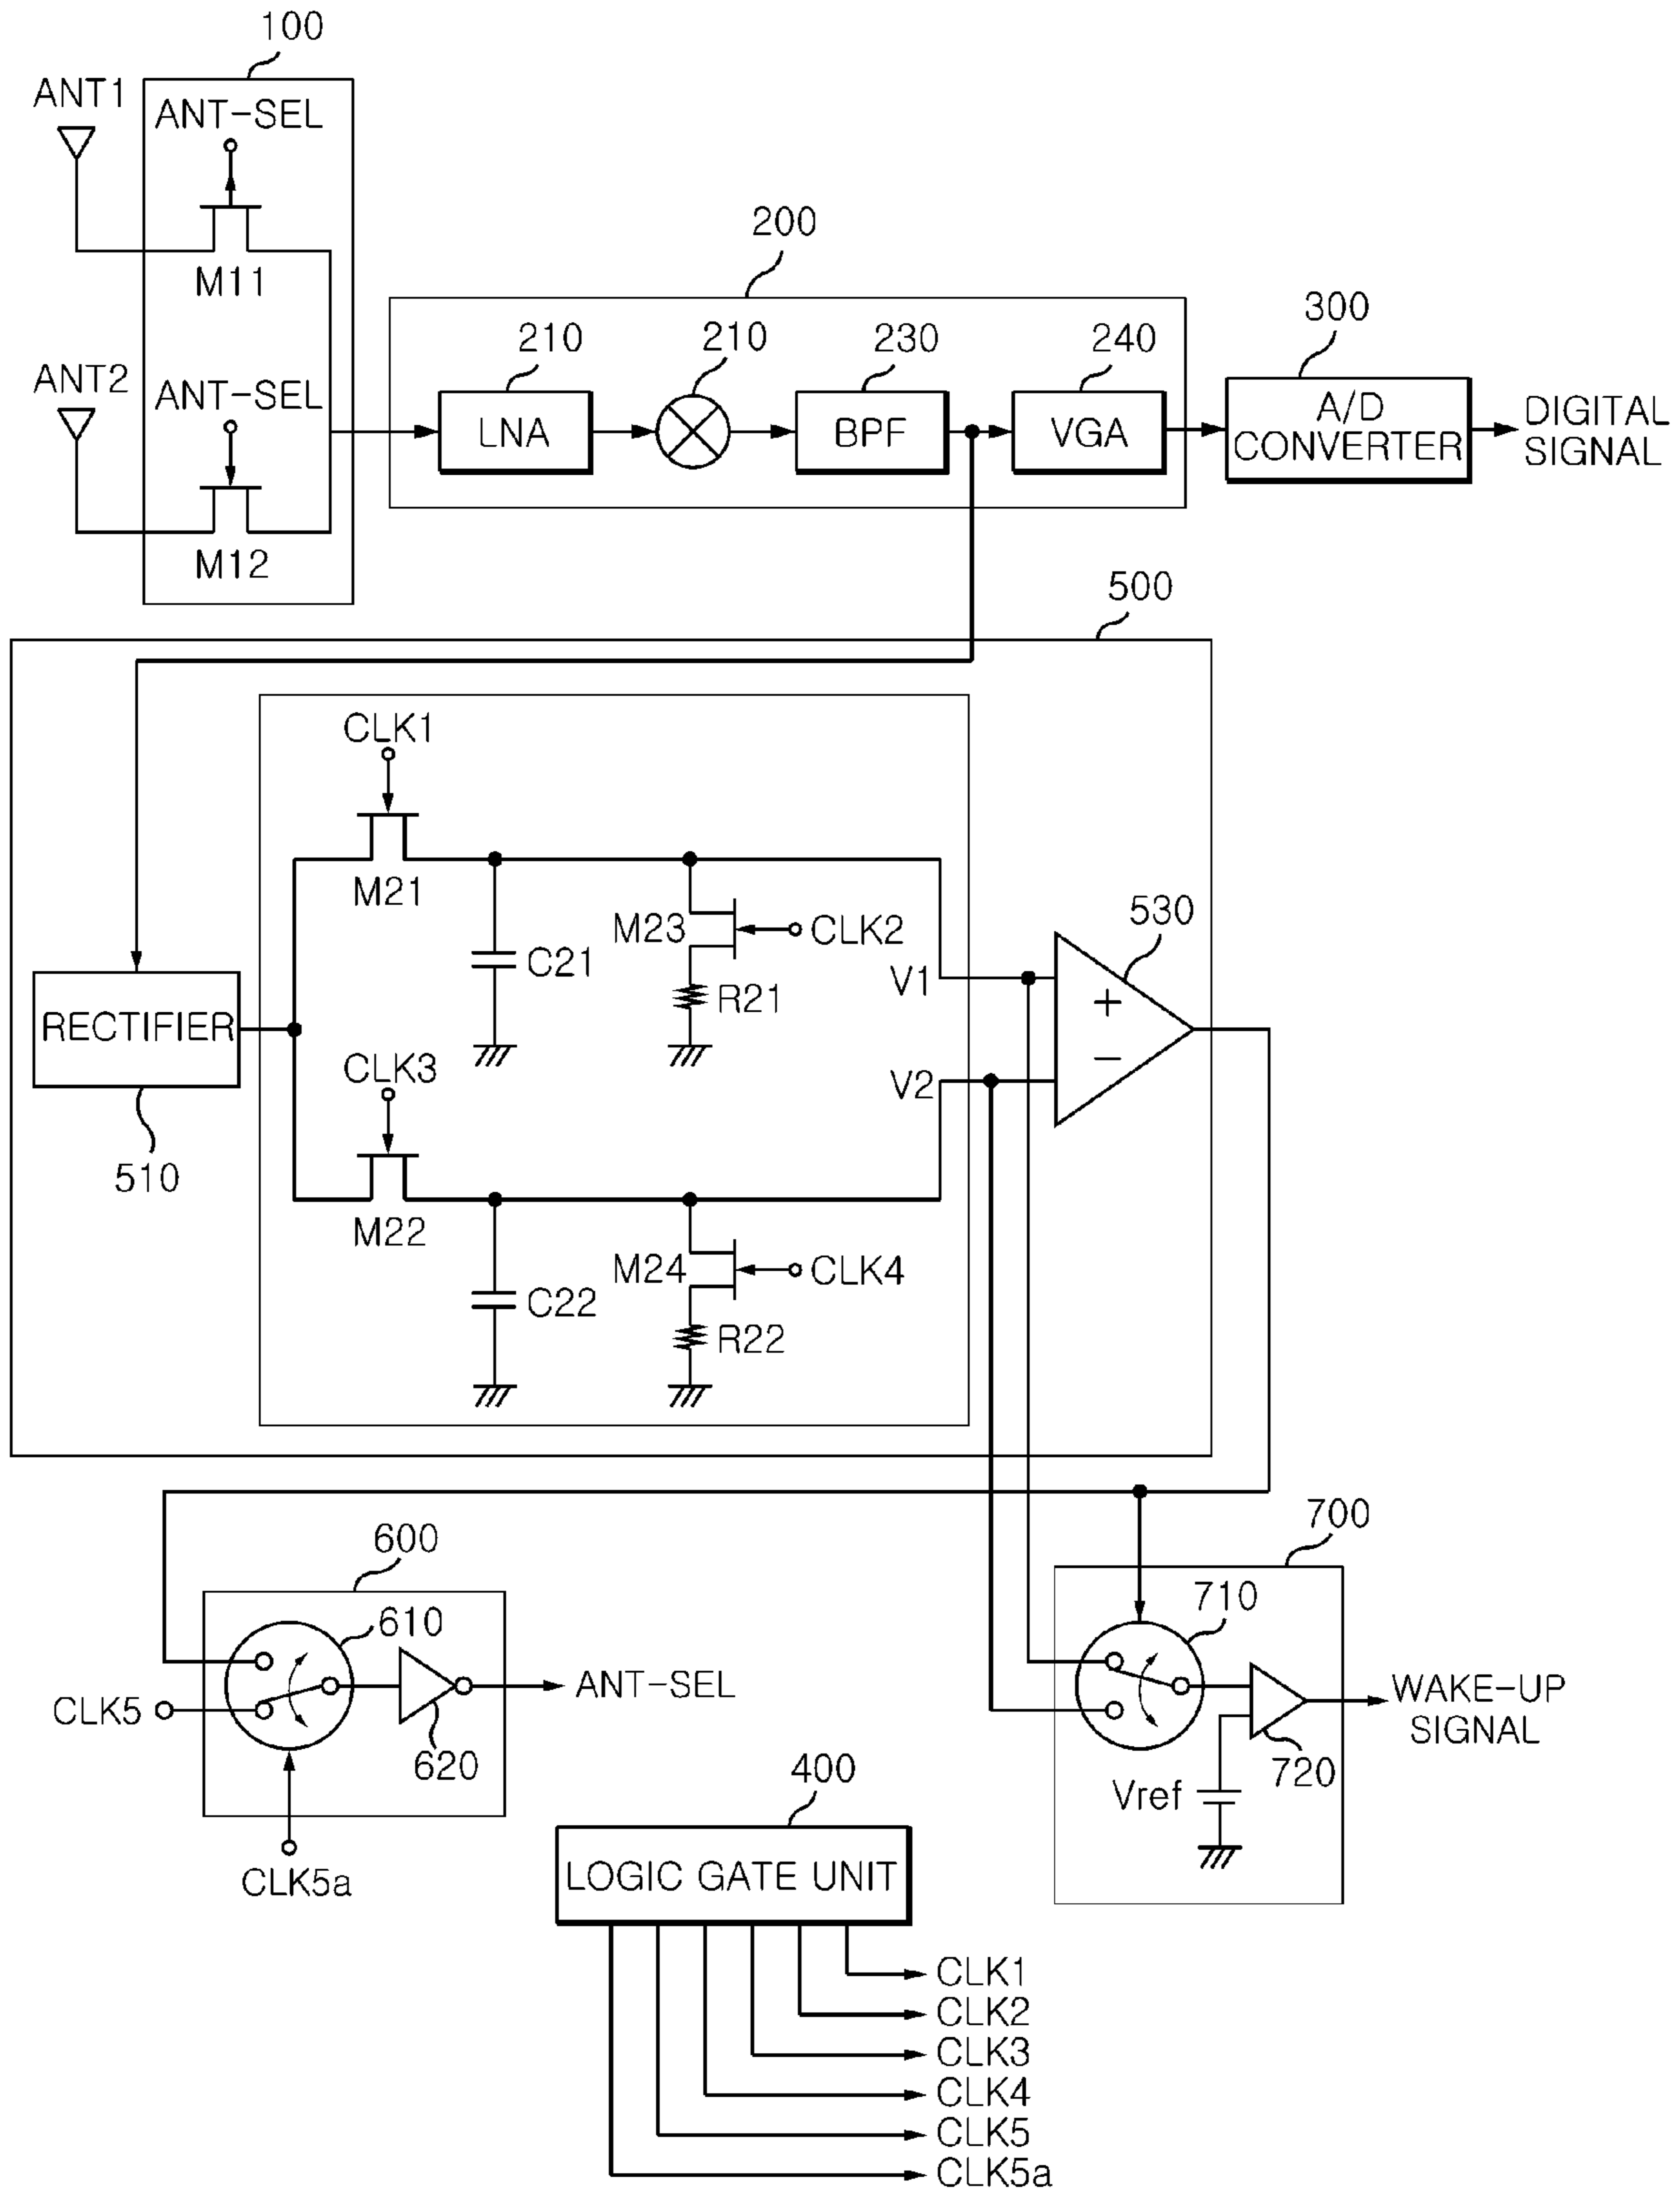 100
ANT1
ANT-SEL
M11
ANT2
ANT-SEL
M12
200
210
210
230
240
LNA
BPF
VGA
300
A/D
CONVERTER
DIGITAL
SIGNAL
500
CLK1
M21
C21
M23
CLK2
R21
V1
530
+
−
RECTIFIER
510
CLK3
V2
M22
C22
M24
CLK4
R22
600
610
CLK5
620
ANT-SEL
CLK5a
700
710
720
Vref
WAKE-UP
SIGNAL
400
LOGIC GATE UNIT
CLK1
CLK2
CLK3
CLK4
CLK5
CLK5a